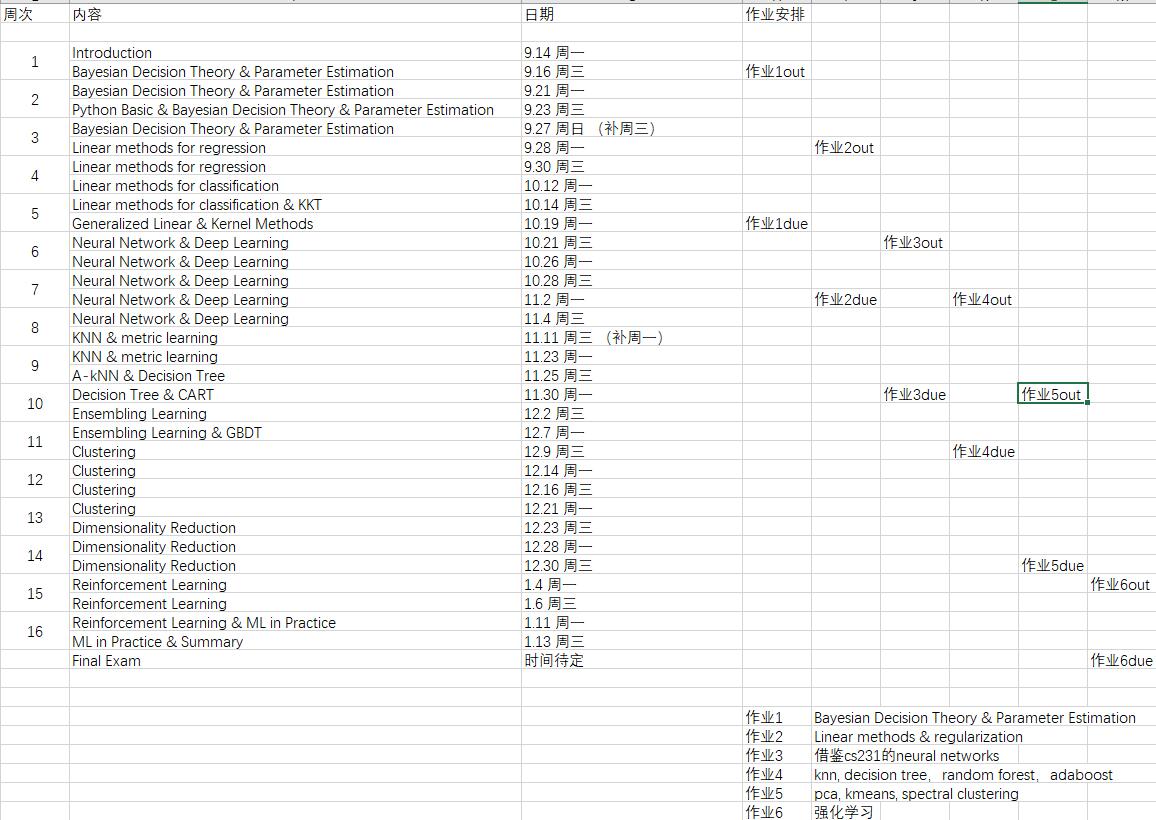 周次 内容 日期 作业安排
1 Introduction 9.14 周一
Bayesian Decision Theory & Parameter Estimation 9.16 周三 作业1out
2 Bayesian Decision Theory & Parameter Estimation 9.21 周一
Python Basic & Bayesian Decision Theory & Parameter Estimation 9.23 周三
3 Bayesian Decision Theory & Parameter Estimation 9.27 周日 （补周三）
Linear methods for regression 9.28 周一 作业2out
4 Linear methods for regression 9.30 周三
Linear methods for classification 10.12 周一
5 Linear methods for classification & KKT 10.14 周三
Generalized Linear & Kernel Methods 10.19 周一 作业1due
6 Neural Network & Deep Learning 10.21 周三 作业3out
Neural Network & Deep Learning 10.26 周一
7 Neural Network & Deep Learning 10.28 周三
Neural Network & Deep Learning 11.2 周一 作业2due 作业4out
8 Neural Network & Deep Learning 11.4 周三
KNN & metric learning 11.11 周三 （补周一）
9 KNN & metric learning 11.23 周一
A-kNN & Decision Tree 11.25 周三
10 Decision Tree & CART 11.30 周一 作业3due 作业5out
Ensembling Learning 12.2 周三
11 Ensembling Learning & GBDT 12.7 周一
Clustering 12.9 周三 作业4due
12 Clustering 12.14 周一
Clustering 12.16 周三
13 Clustering 12.21 周一
Dimensionality Reduction 12.23 周三
14 Dimensionality Reduction 12.28 周一
Dimensionality Reduction 12.30 周三 作业5due
15 Reinforcement Learning 1.4 周一 作业6out
Reinforcement Learning 1.6 周三
16 Reinforcement Learning & ML in Practice 1.11 周一
ML in Practice & Summary 1.13 周三
Final Exam 时间待定 作业6due
作业1 Bayesian Decision Theory & Parameter Estimation
作业2 Linear methods & regularization
作业3 借鉴cs231的neural networks
作业4 knn, decision tree, random forest, adaboost
作业5 pca, kmeans, spectral clustering
作业6 强化学习